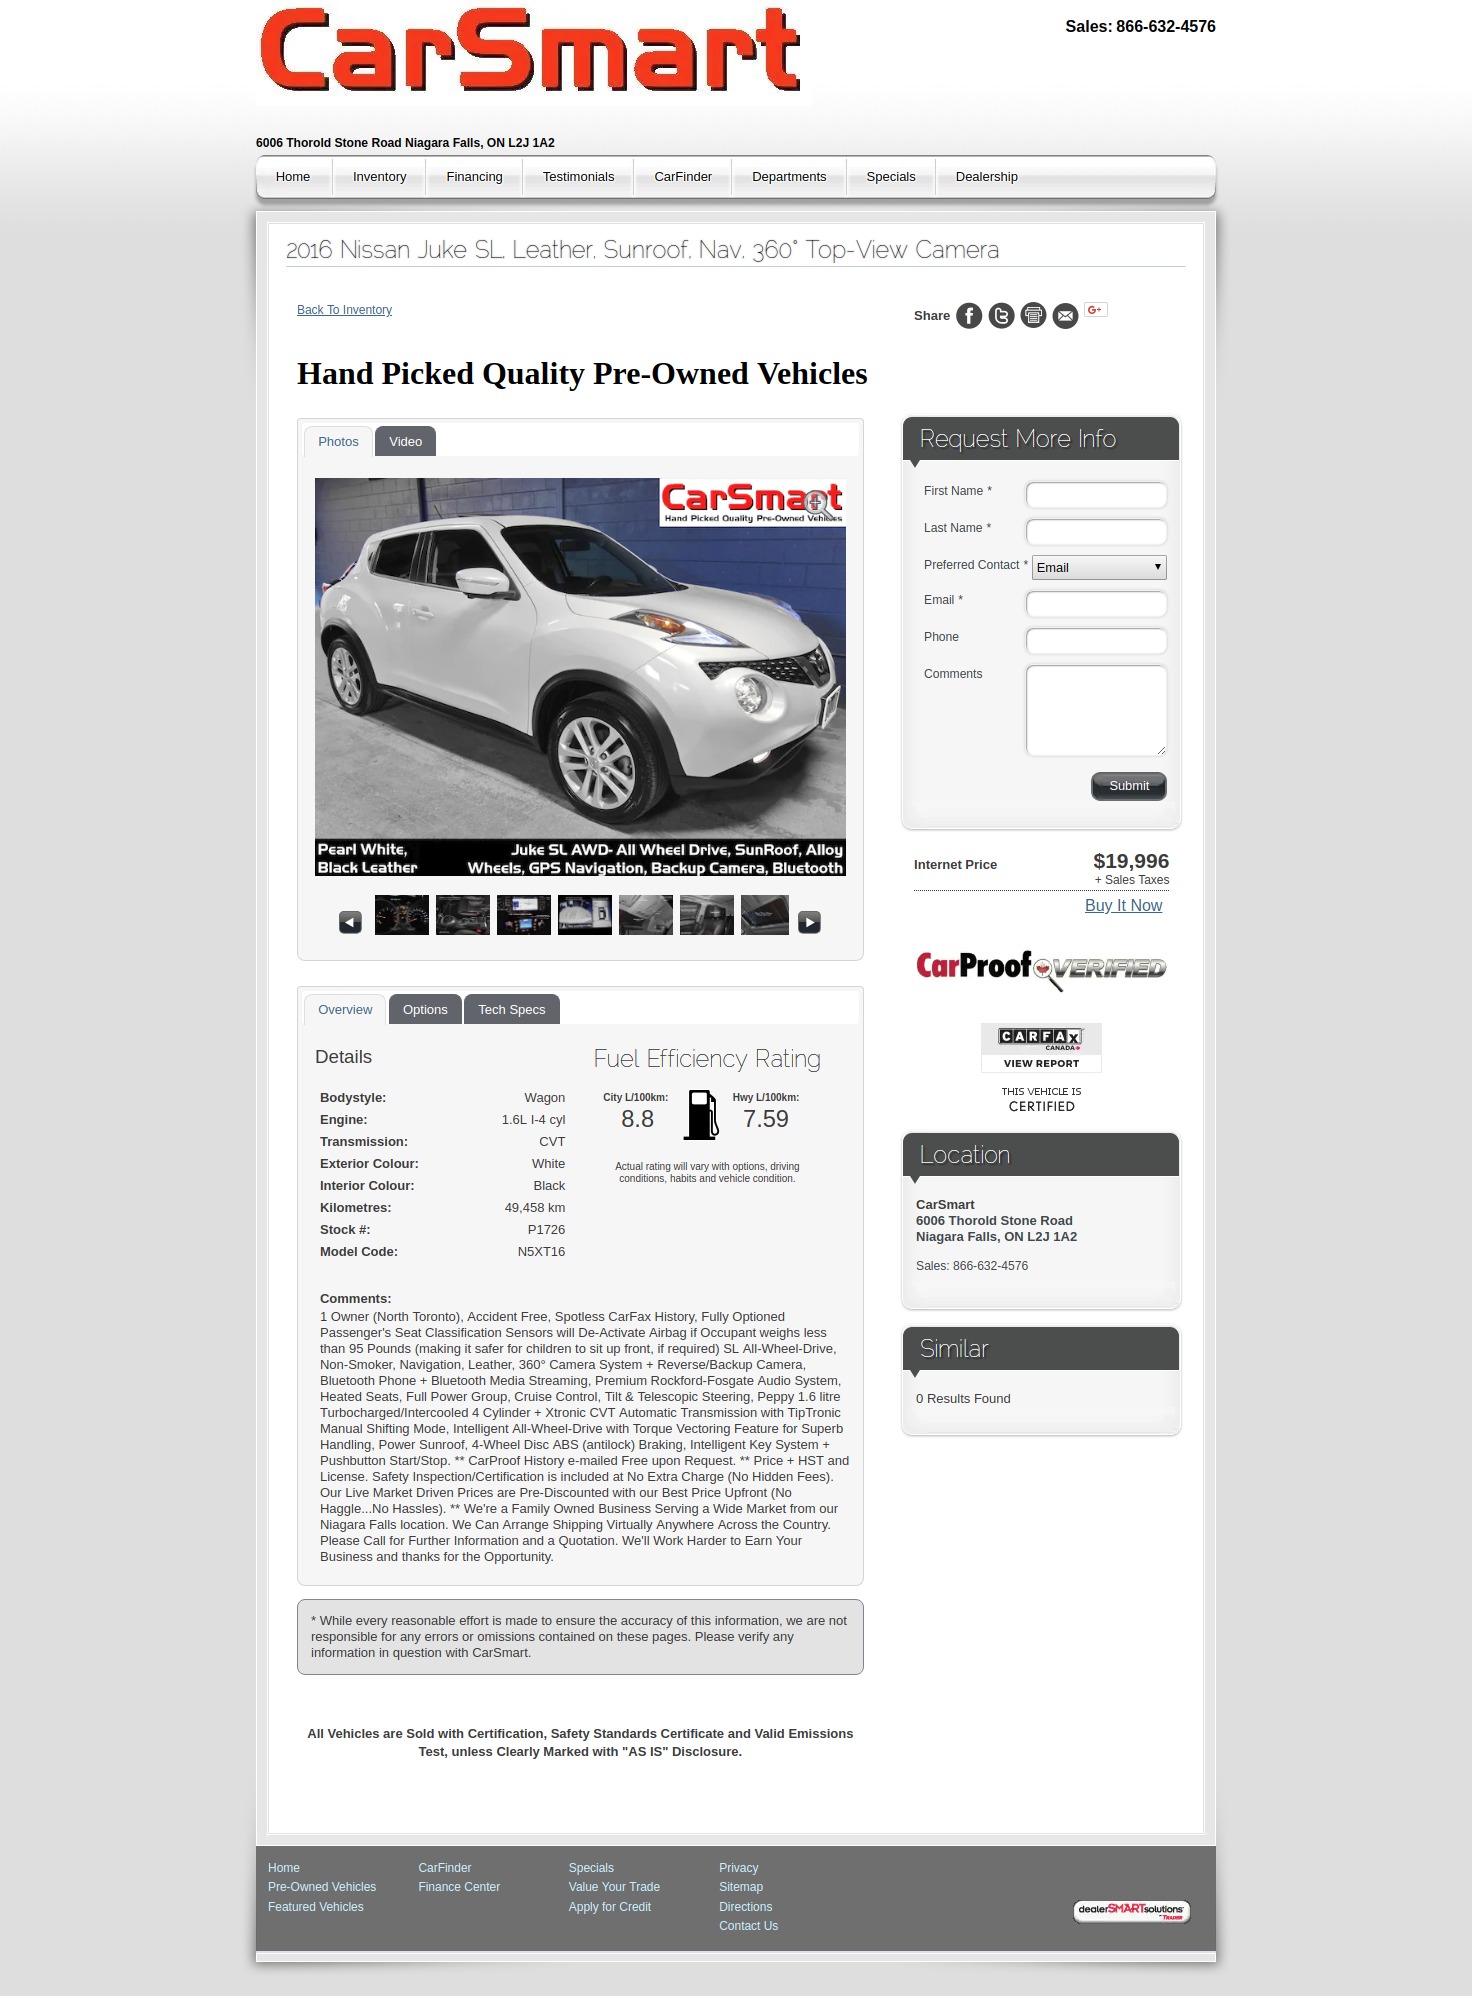 CarSmart
Sales: 866-632-4576
6006 Thorold Stone Road Niagara Falls, ON L2J 1A2
Home
Inventory
Financing
Testimonials
CarFinder
Departments
Specials
Dealership
2016 Nissan Juke SL, Leather, Sunroof, Nav, 360° Top-View Camera
Back To Inventory
Share
G+
Hand Picked Quality Pre-Owned Vehicles
Photos
Video
CarSmart
Hand Picked Quality Pre-Owned Vehicles
Pearl White,
Black Leather
Juke SL AWD- All Wheel Drive, SunRoof, Alloy
Wheels, GPS Navigation, Backup Camera, Bluetooth
Overview
Options
Tech Specs
Details
Bodystyle: Wagon
Engine: 1.6L I-4 cyl
Transmission: CVT
Exterior Colour: White
Interior Colour: Black
Kilometres: 49,458 km
Stock #: P1726
Model Code: N5XT16
Fuel Efficiency Rating
City L/100km:
8.8
Hwy L/100km:
7.59
Actual rating will vary with options, driving
conditions, habits and vehicle condition.
Comments:
1 Owner (North Toronto), Accident Free, Spotless CarFax History, Fully Optioned
Passenger's Seat Classification Sensors will De-Activate Airbag if Occupant weighs less
than 95 Pounds (making it safer for children to sit up front, if required) SL All-Wheel-Drive,
Non-Smoker, Navigation, Leather, 360° Camera System + Reverse/Backup Camera,
Bluetooth Phone + Bluetooth Media Streaming, Premium Rockford-Fosgate Audio System,
Heated Seats, Full Power Group, Cruise Control, Tilt & Telescopic Steering, Peppy 1.6 litre
Turbocharged/Intercooled 4 Cylinder + Xtronic CVT Automatic Transmission with TipTronic
Manual Shifting Mode, Intelligent All-Wheel-Drive with Torque Vectoring Feature for Superb
Handling, Power Sunroof, 4-Wheel Disc ABS (antilock) Braking, Intelligent Key System +
Pushbutton Start/Stop. ** CarProof History e-mailed Free upon Request. ** Price + HST and
License. Safety Inspection/Certification is included at No Extra Charge (No Hidden Fees).
Our Live Market Driven Prices are Pre-Discounted with our Best Price Upfront (No
Haggle...No Hassles). ** We're a Family Owned Business Serving a Wide Market from our
Niagara Falls location. We Can Arrange Shipping Virtually Anywhere Across the Country.
Please Call for Further Information and a Quotation. We'll Work Harder to Earn Your
Business and thanks for the Opportunity.
* While every reasonable effort is made to ensure the accuracy of this information, we are not
responsible for any errors or omissions contained on these pages. Please verify any
information in question with CarSmart.
All Vehicles are Sold with Certification, Safety Standards Certificate and Valid Emissions
Test, unless Clearly Marked with "AS IS" Disclosure.
Request More Info
First Name *
Last Name *
Preferred Contact * Email
Email *
Phone
Comments
Submit
Internet Price $19,996
+ Sales Taxes
Buy It Now
CarProof VERIFIED
CARFAX
CANADA
VIEW REPORT
THIS VEHICLE IS
CERTIFIED
Location
CarSmart
6006 Thorold Stone Road
Niagara Falls, ON L2J 1A2
Sales: 866-632-4576
Similar
0 Results Found
Home
Pre-Owned Vehicles
Featured Vehicles
CarFinder
Finance Center
Specials
Value Your Trade
Apply for Credit
Privacy
Sitemap
Directions
Contact Us
dealerSMARTsolutions